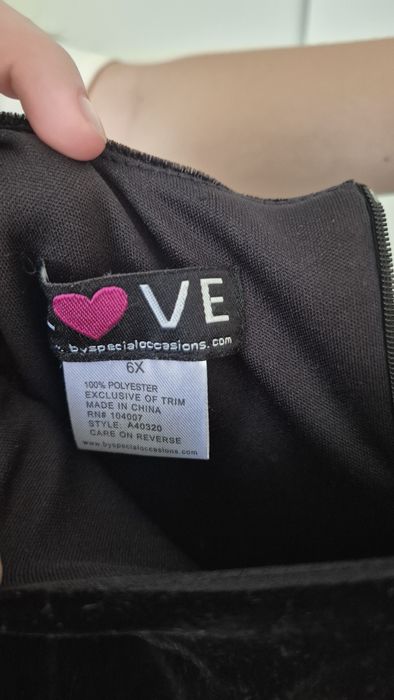 VE
byspecialoccasions.com
6X
100% POLYESTER
EXCLUSIVE OF TRIM
MADE IN CHINA
RN# 104007
STYLE: A40320
CARE ON REVERSE
www.byspecialoccasions.com